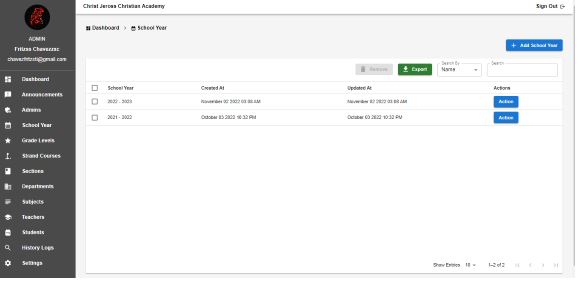 Christ Jerosa Christian Academy
Sign Out
ADMIN
Fritzss Chavezzsc
chavezfritzsti@gmail.com
Dashboard > School Year
+ Add School Year
Remove
Export
Search By
Name
Search
Dashboard
Announcements
Admins
School Year
Grade Levels
Strand Courses
Sections
Departments
Subjects
Teachers
Students
History Logs
Settings
School Year Created At Updated At Actions
2022 - 2023 November 02 2022 03:08 AM November 02 2022 03:08 AM Action
2021 - 2022 October 03 2022 10:32 PM October 03 2022 10:32 PM Action
Show Entries 10 1–2 of 2